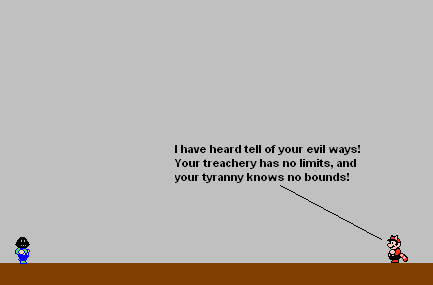 I have heard tell of your evil ways!
Your treachery has no limits, and
your tyranny knows no bounds!